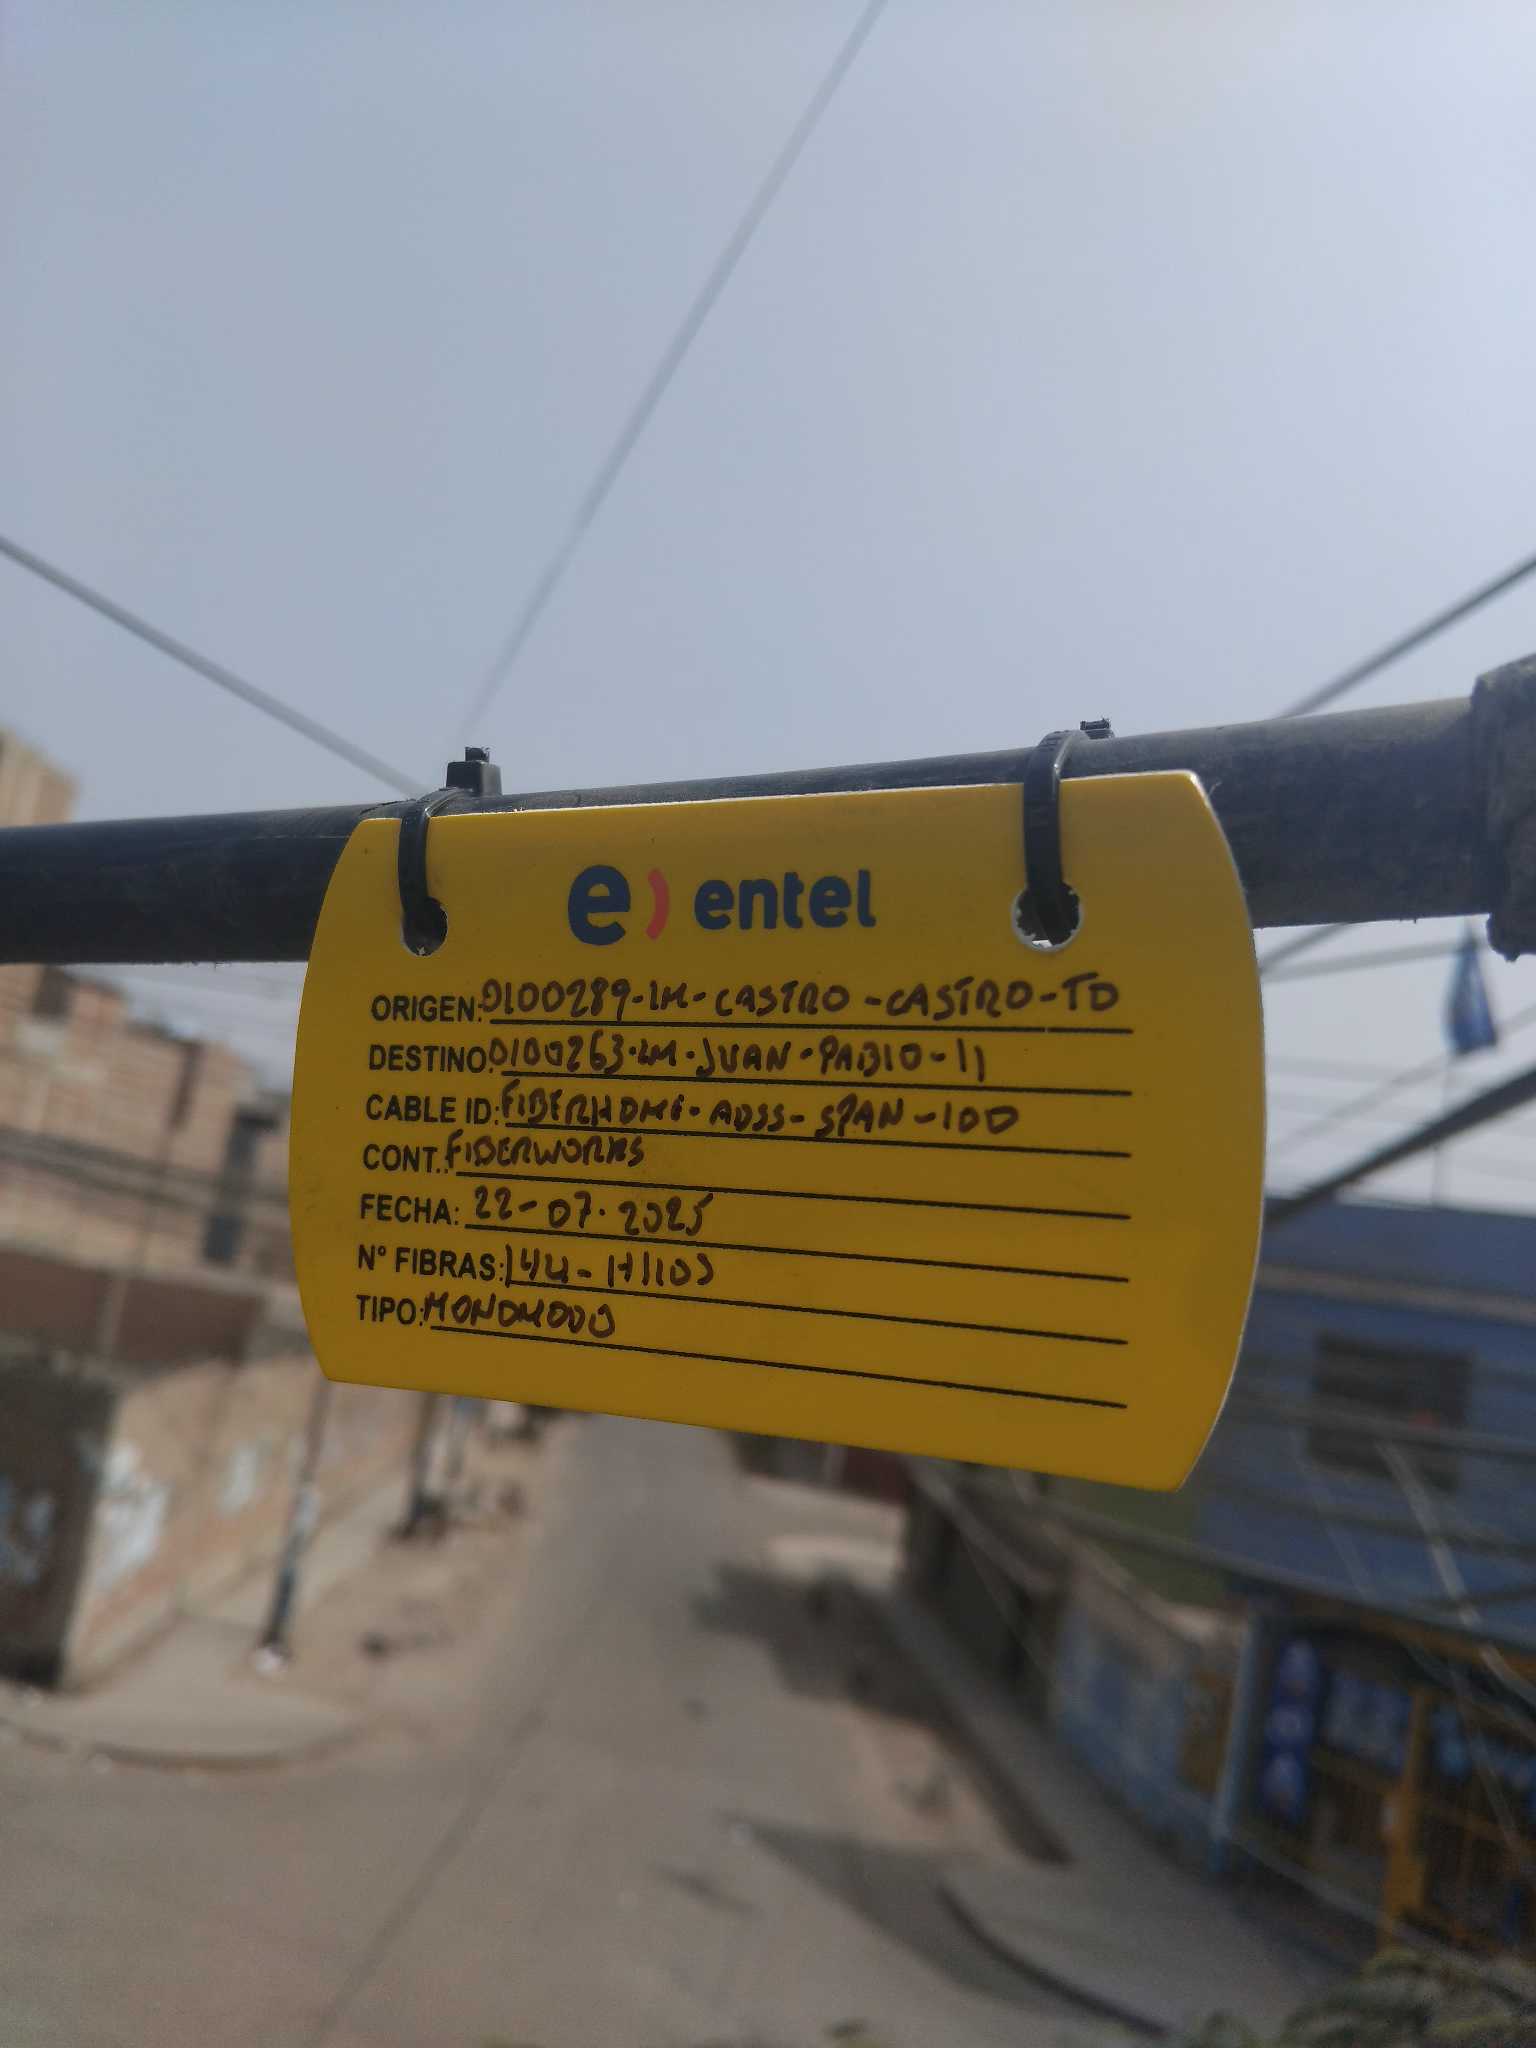 e) entel
ORIGEN: 0100289-LM-CASTRO-CASTRO-TD
DESTINO: 0100263-LM-JUAN-PABLO-II
CABLE ID: FIBERHOME-ADSS-SPAN-100
CONT.: FIBERWORKS
FECHA: 22-07-2025
N° FIBRAS: 144-HILOS
TIPO: MONOMODO